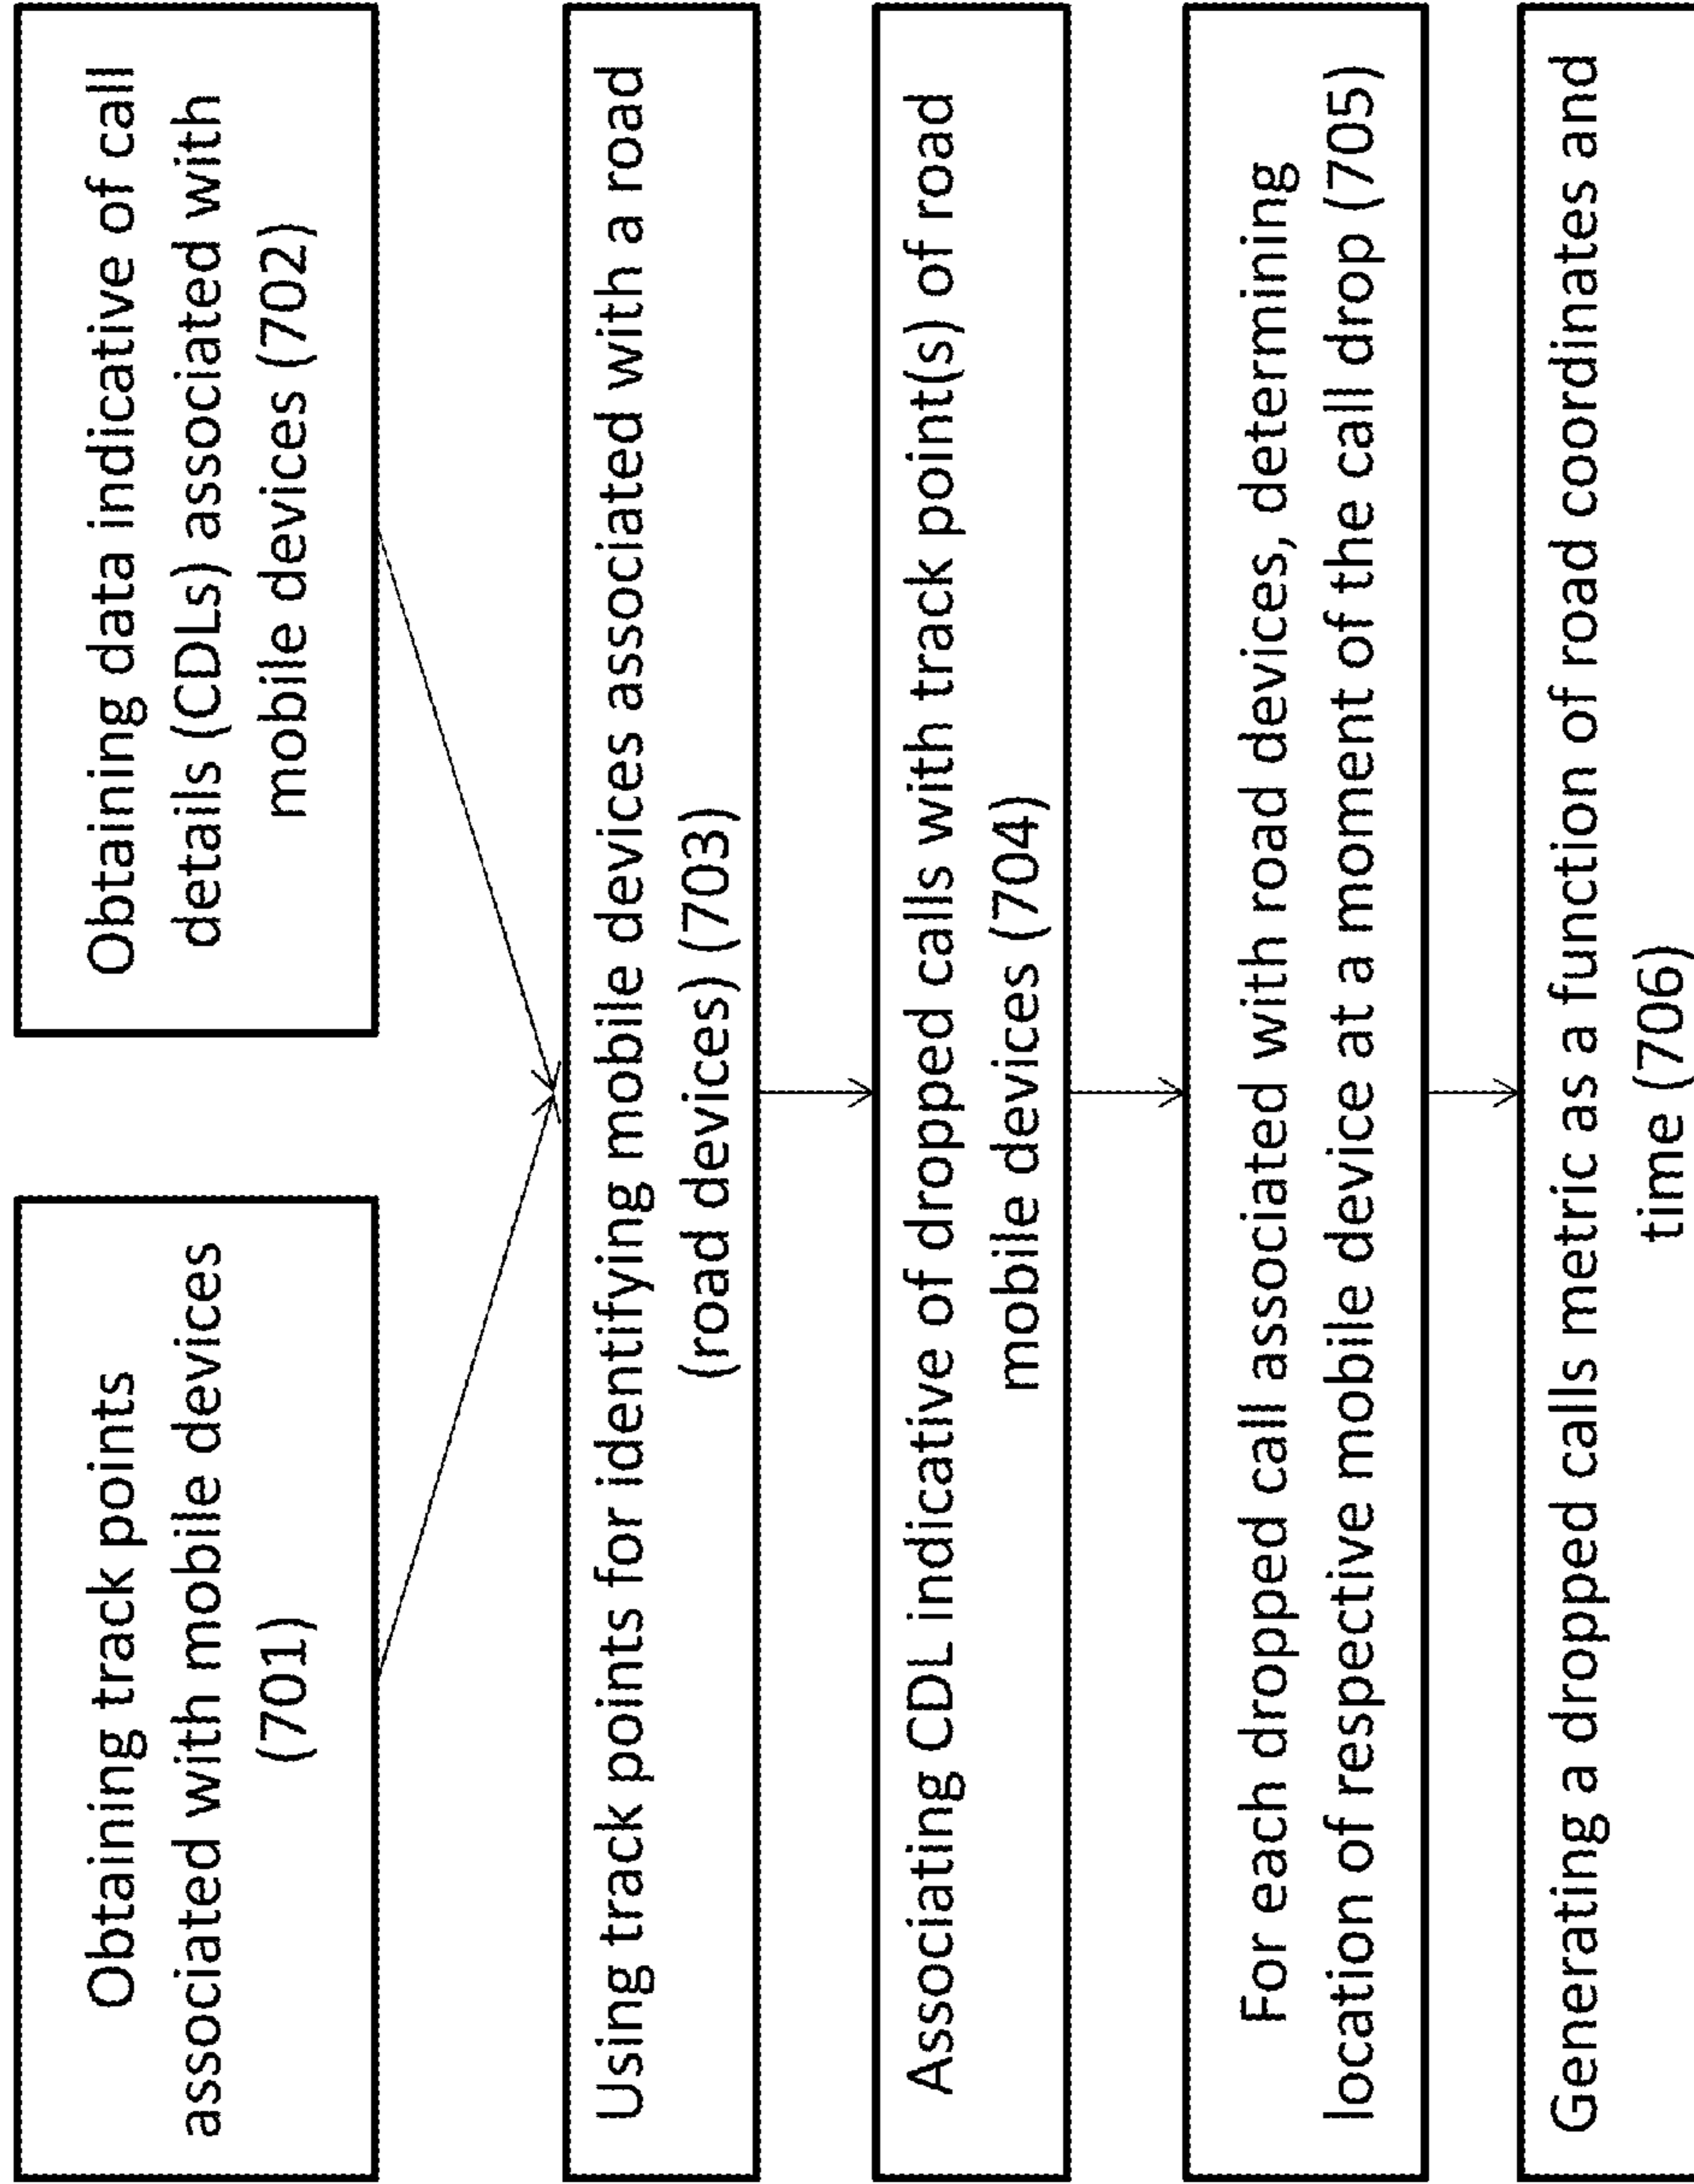 Obtaining track points
associated with mobile devices
(701)
Obtaining data indicative of call
details (CDLs) associated with
mobile devices (702)
Using track points for identifying mobile devices associated with a road
(road devices) (703)
Associating CDL indicative of dropped calls with track point(s) of road
mobile devices (704)
For each dropped call associated with road devices, determining
location of respective mobile device at a moment of the call drop (705)
Generating a dropped calls metric as a function of road coordinates and
time (706)